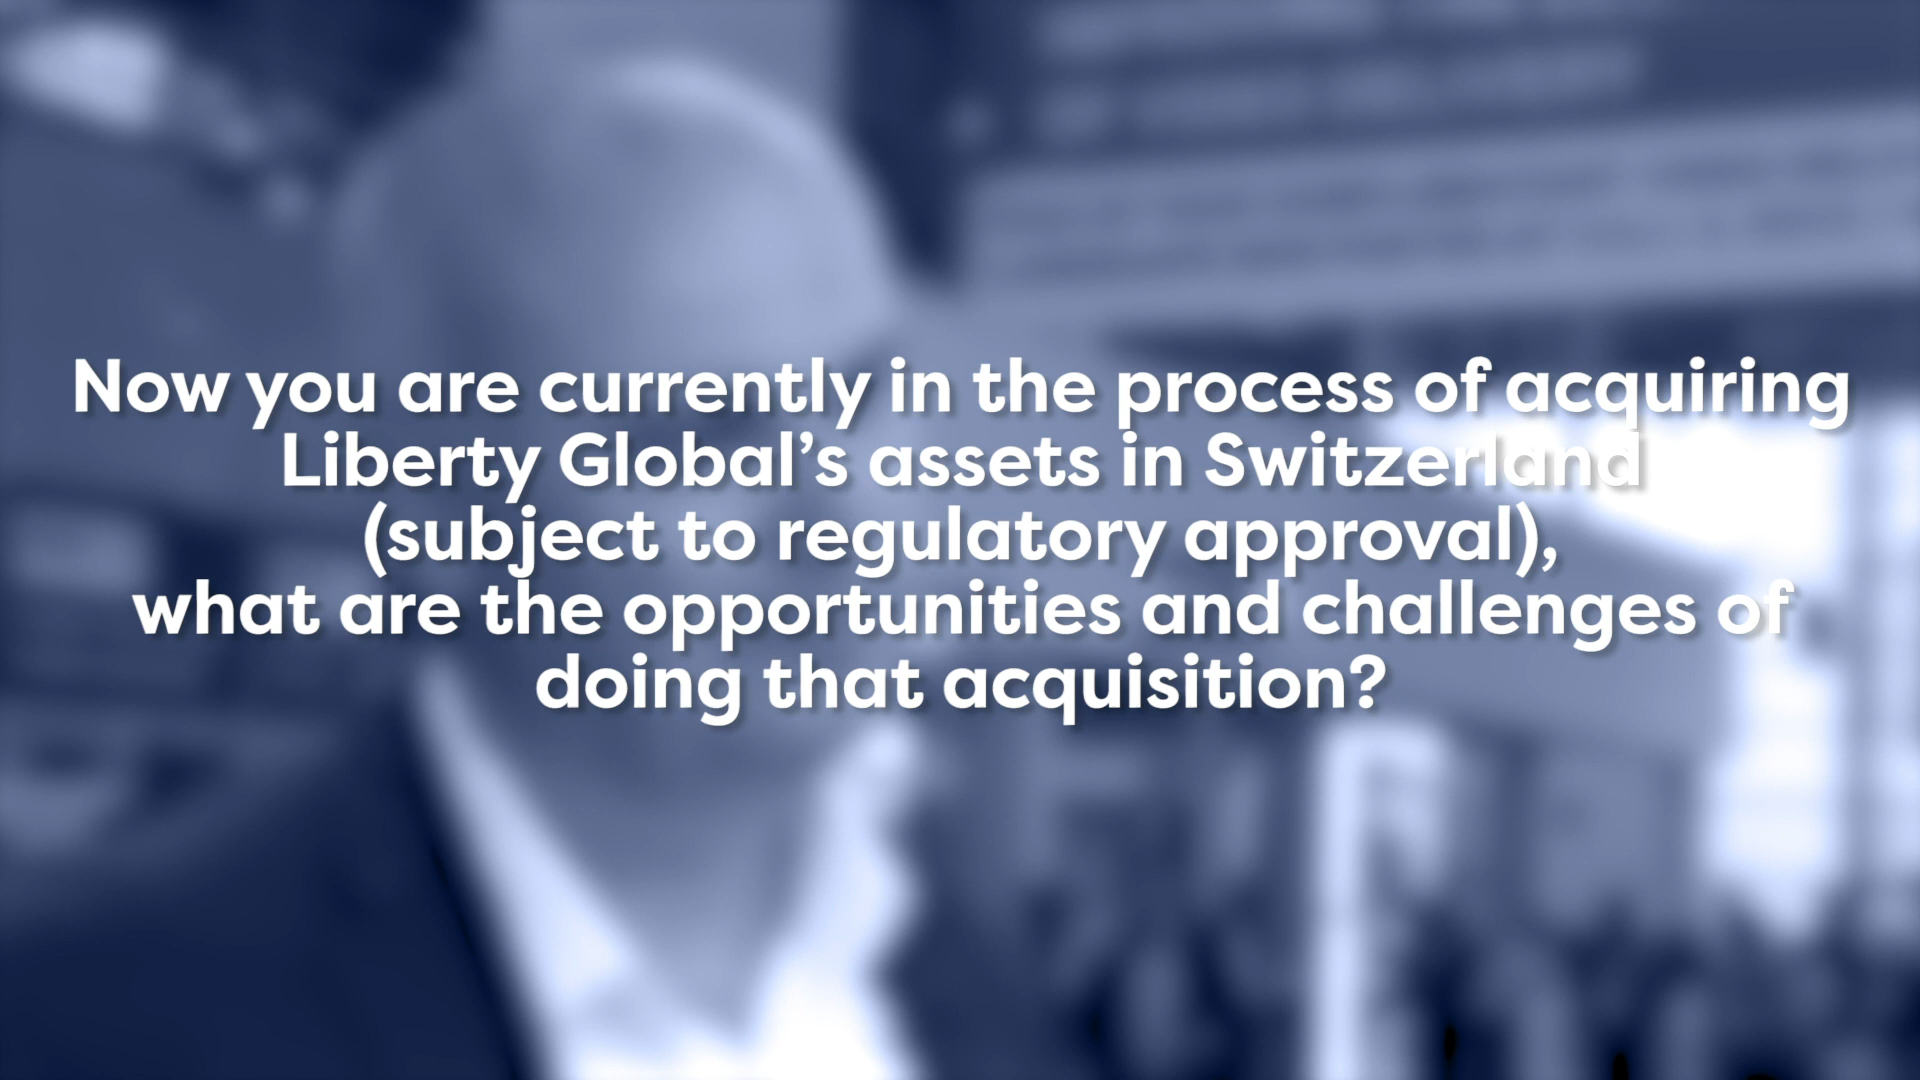 Now you are currently in the process of acquiring
Liberty Global’s assets in Switzerland
(subject to regulatory approval),
what are the opportunities and challenges of
doing that acquisition?